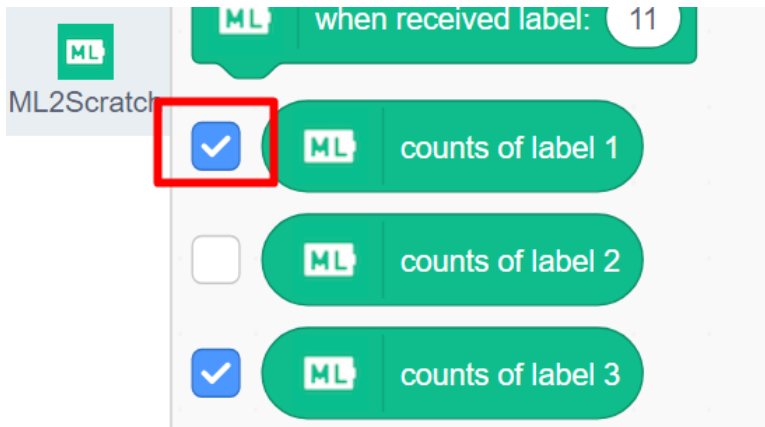 ML when received label: 11
ML
ML2Scratch
ML counts of label 1
ML counts of label 2
ML counts of label 3